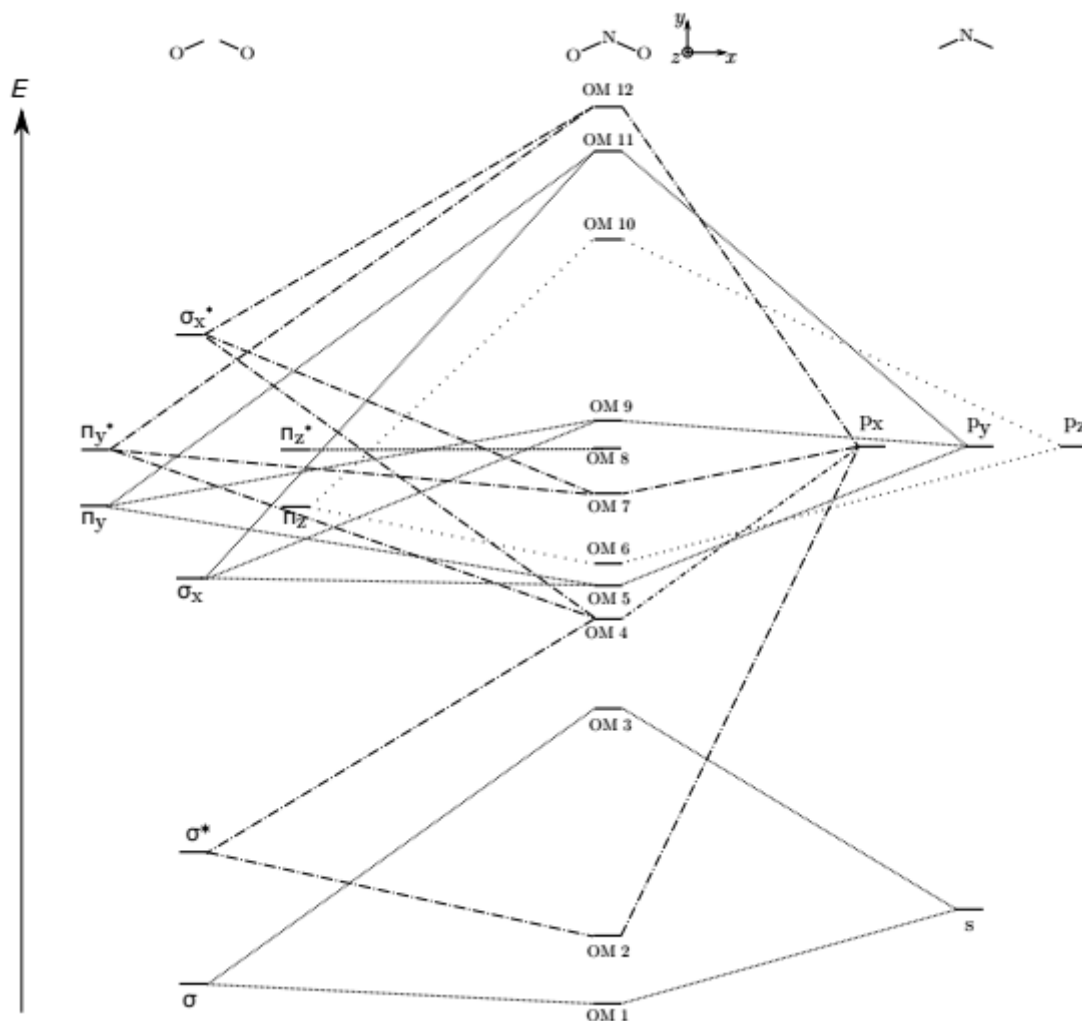 y
O O
O N O
z x
N
E
OM 12
OM 11
OM 10
σx*
OM 9
px py pz
πy* πz*
OM 8
OM 7
πy πz
OM 6
σx
OM 5
OM 4
OM 3
σ*
s
OM 2
σ
OM 1